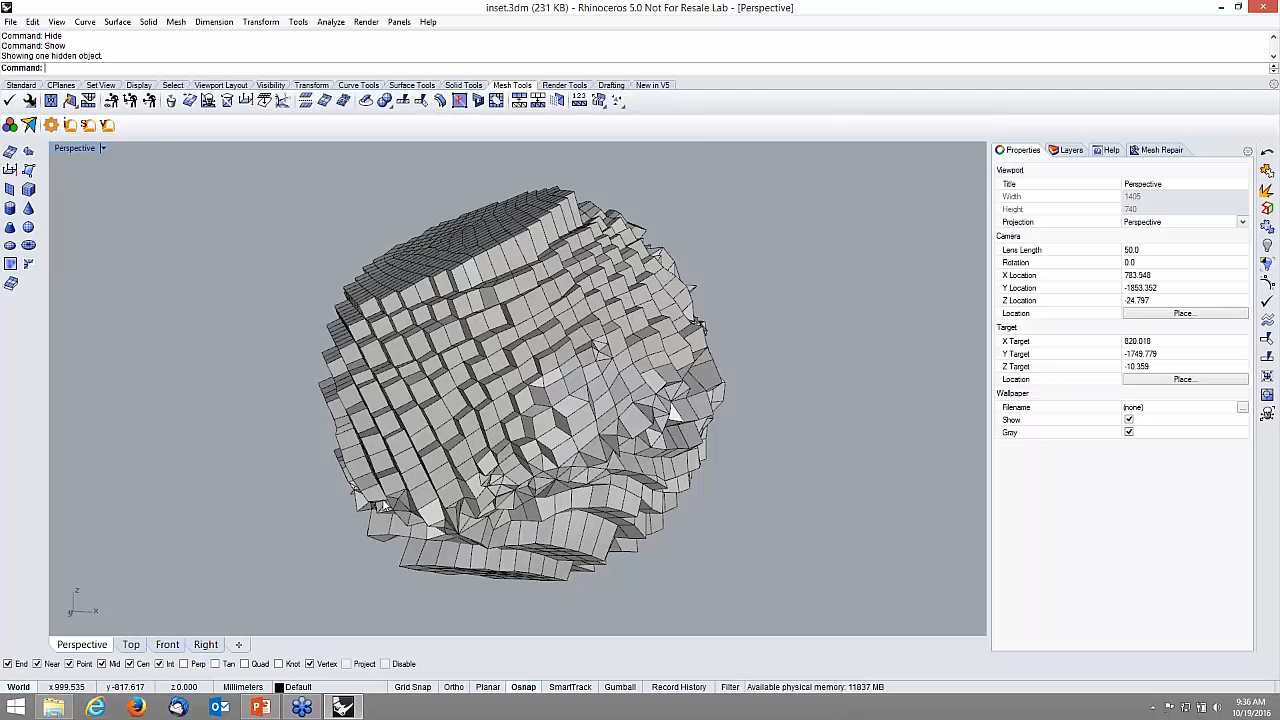 inset.3dm (231 KB) - Rhinoceros 5.0 Not For Resale Lab - [Perspective]
File Edit View Curve Surface Solid Mesh Dimension Transform Tools Analyze Render Panels Help
Command: Hide
Command: Show
Showing one hidden object.
Command:
Standard CPlanes Set View Display Select Viewport Layout Visibility Transform Curve Tools Surface Tools Solid Tools Mesh Tools Render Tools Drafting New in V5
Perspective
Properties Layers Help Mesh Repair
Viewport
Title Perspective
Width 1405
Height 740
Projection Perspective
Camera
Lens Length 50.0
Rotation 0.0
X Location 783.948
Y Location -1853.352
Z Location -24.797
Location Place...
Target
X Target 820.018
Y Target -1749.779
Z Target -10.359
Location Place...
Wallpaper
Filename (none) ...
Show
Gray
z
y x
Perspective Top Front Right
End Near Point Mid Cen Int Perp Tan Quad Knot Vertex Project Disable
World x 999.535 y -817.617 z 0.000 Millimeters Default Grid Snap Ortho Planar Osnap SmartTrack Gumball Record History Filter Available physical memory: 11837 MB
9:36 AM
10/19/2016